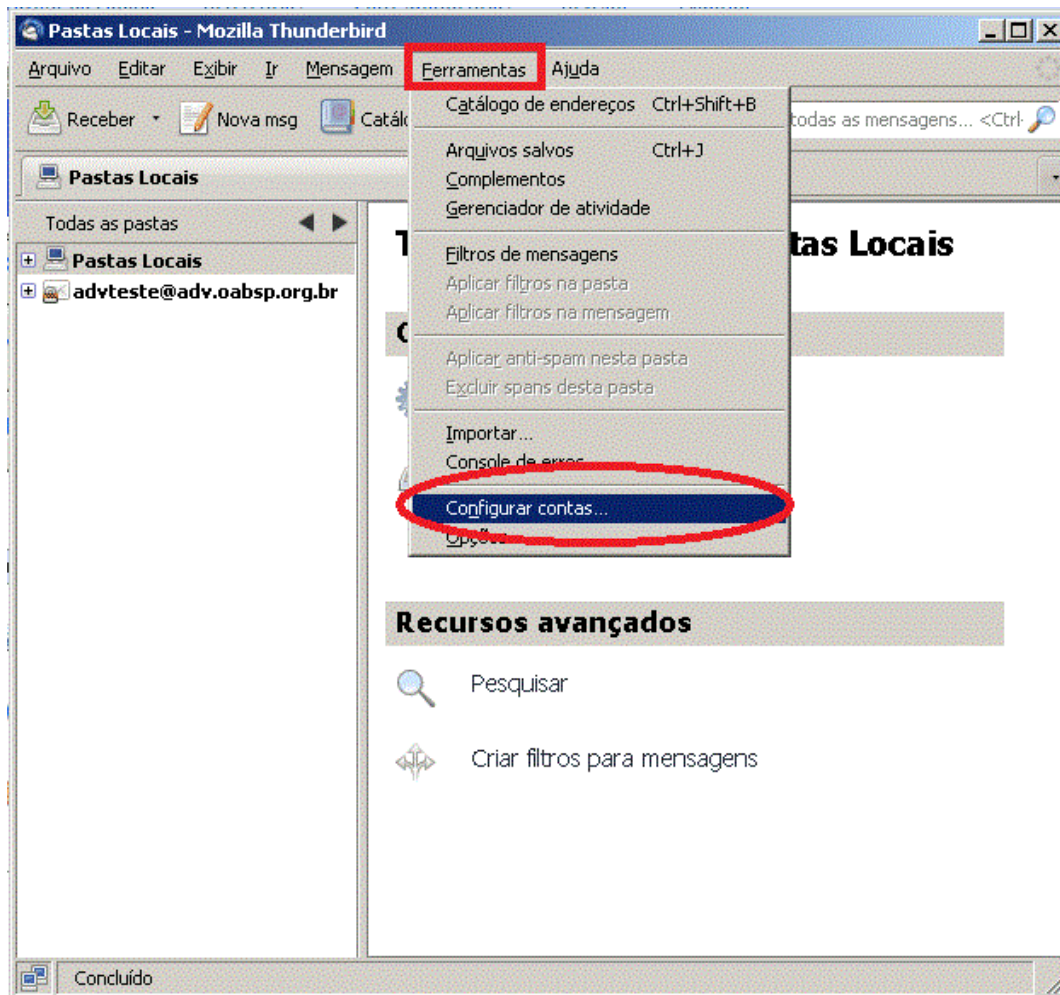 Pastas Locais - Mozilla Thunderbird
Arquivo Editar Exibir Ir Mensagem Ferramentas Ajuda
Receber Nova msg Catálo todas as mensagens... <Ctrl-
Pastas Locais
Todas as pastas
Pastas Locais
advteste@adv.oabsp.org.br
Catálogo de endereços Ctrl+Shift+B
Arquivos salvos Ctrl+J
Complementos
Gerenciador de atividade
Filtros de mensagens
Aplicar filtros na pasta
Aplicar filtros na mensagem
Aplicar anti-spam nesta pasta
Excluir spans desta pasta
Importar...
Console de erros
Configurar contas...
Opções
T tas Locais
Recursos avançados
Pesquisar
Criar filtros para mensagens
Concluído